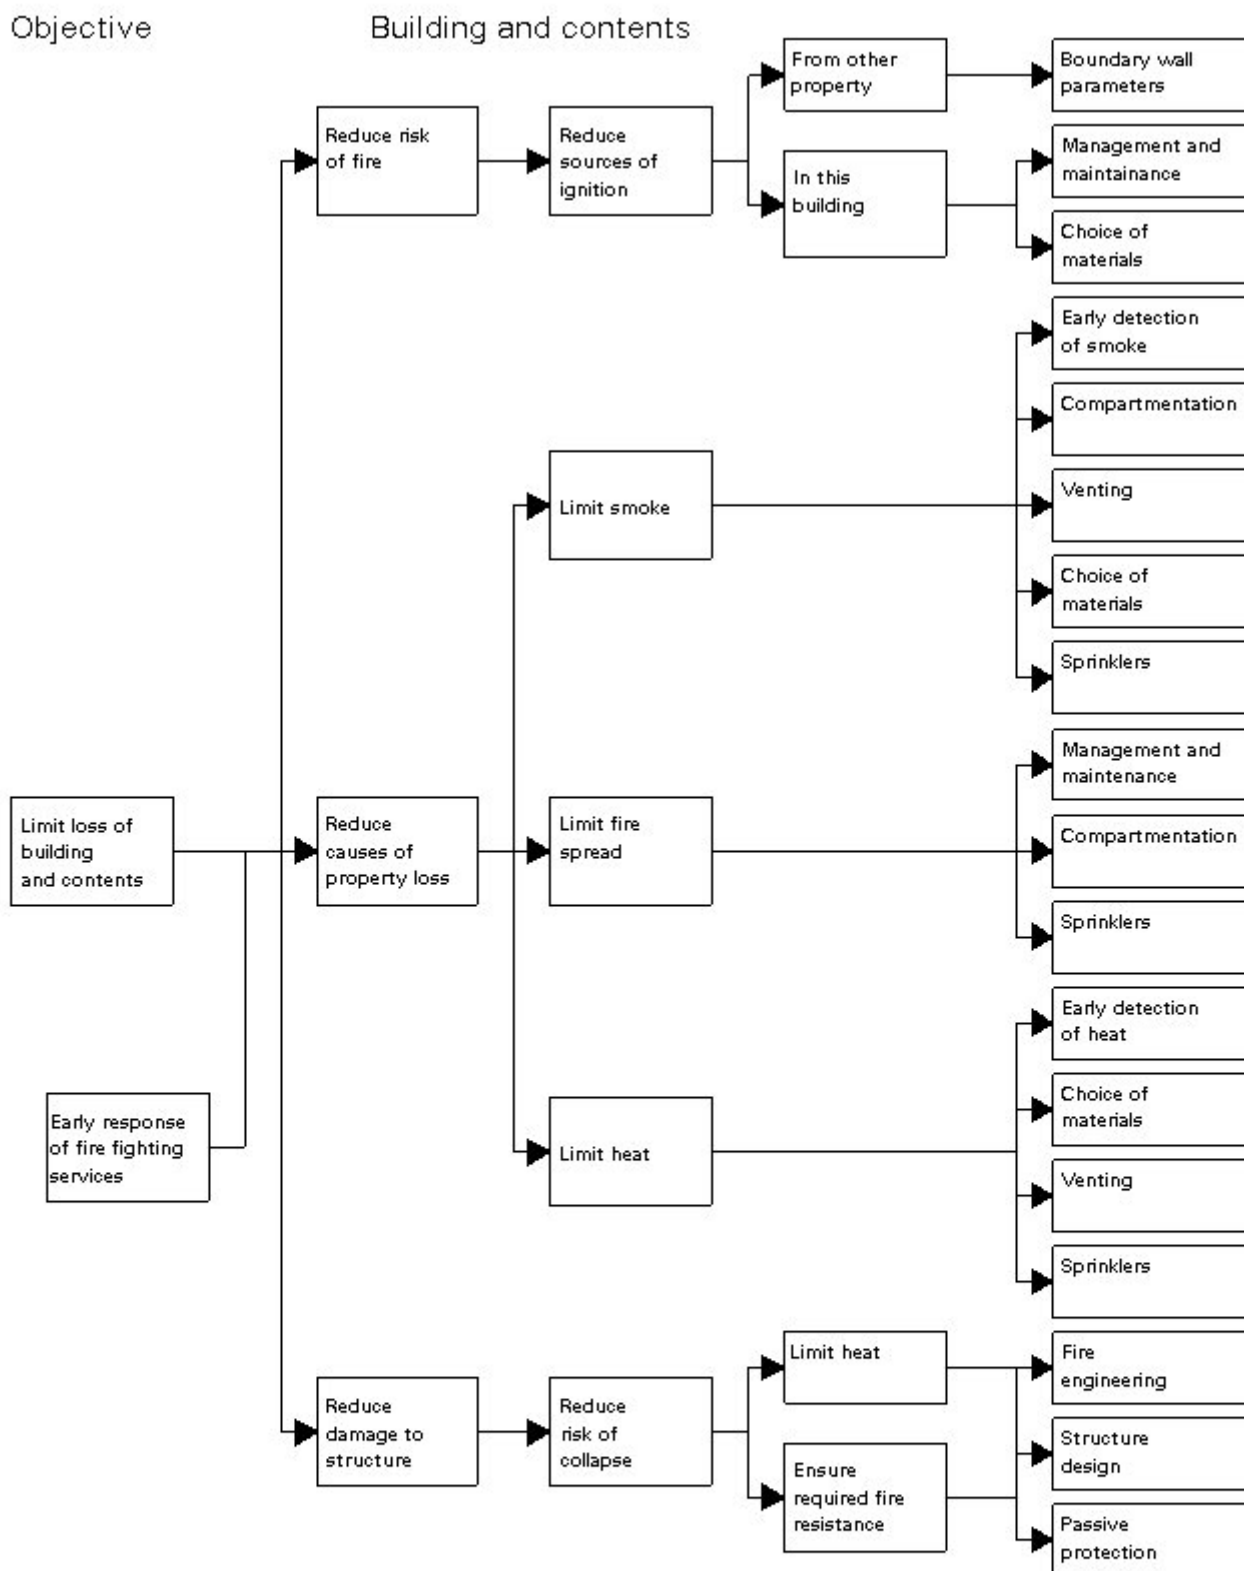 Objective
Building and contents
From other
property
Boundary wall
parameters
Reduce risk
of fire
Reduce
sources of
ignition
Management and
maintainance
In this
building
Choice of
materials
Early detection
of smoke
Compartmentation
Limit smoke
Venting
Choice of
materials
Sprinklers
Management and
maintenance
Limit loss of
building
and contents
Reduce
causes of
property loss
Limit fire
spread
Compartmentation
Sprinklers
Early detection
of heat
Early response
of fire fighting
services
Limit heat
Choice of
materials
Venting
Sprinklers
Limit heat
Fire
engineering
Reduce
damage to
structure
Reduce
risk of
collapse
Structure
design
Ensure
required fire
resistance
Passive
protection